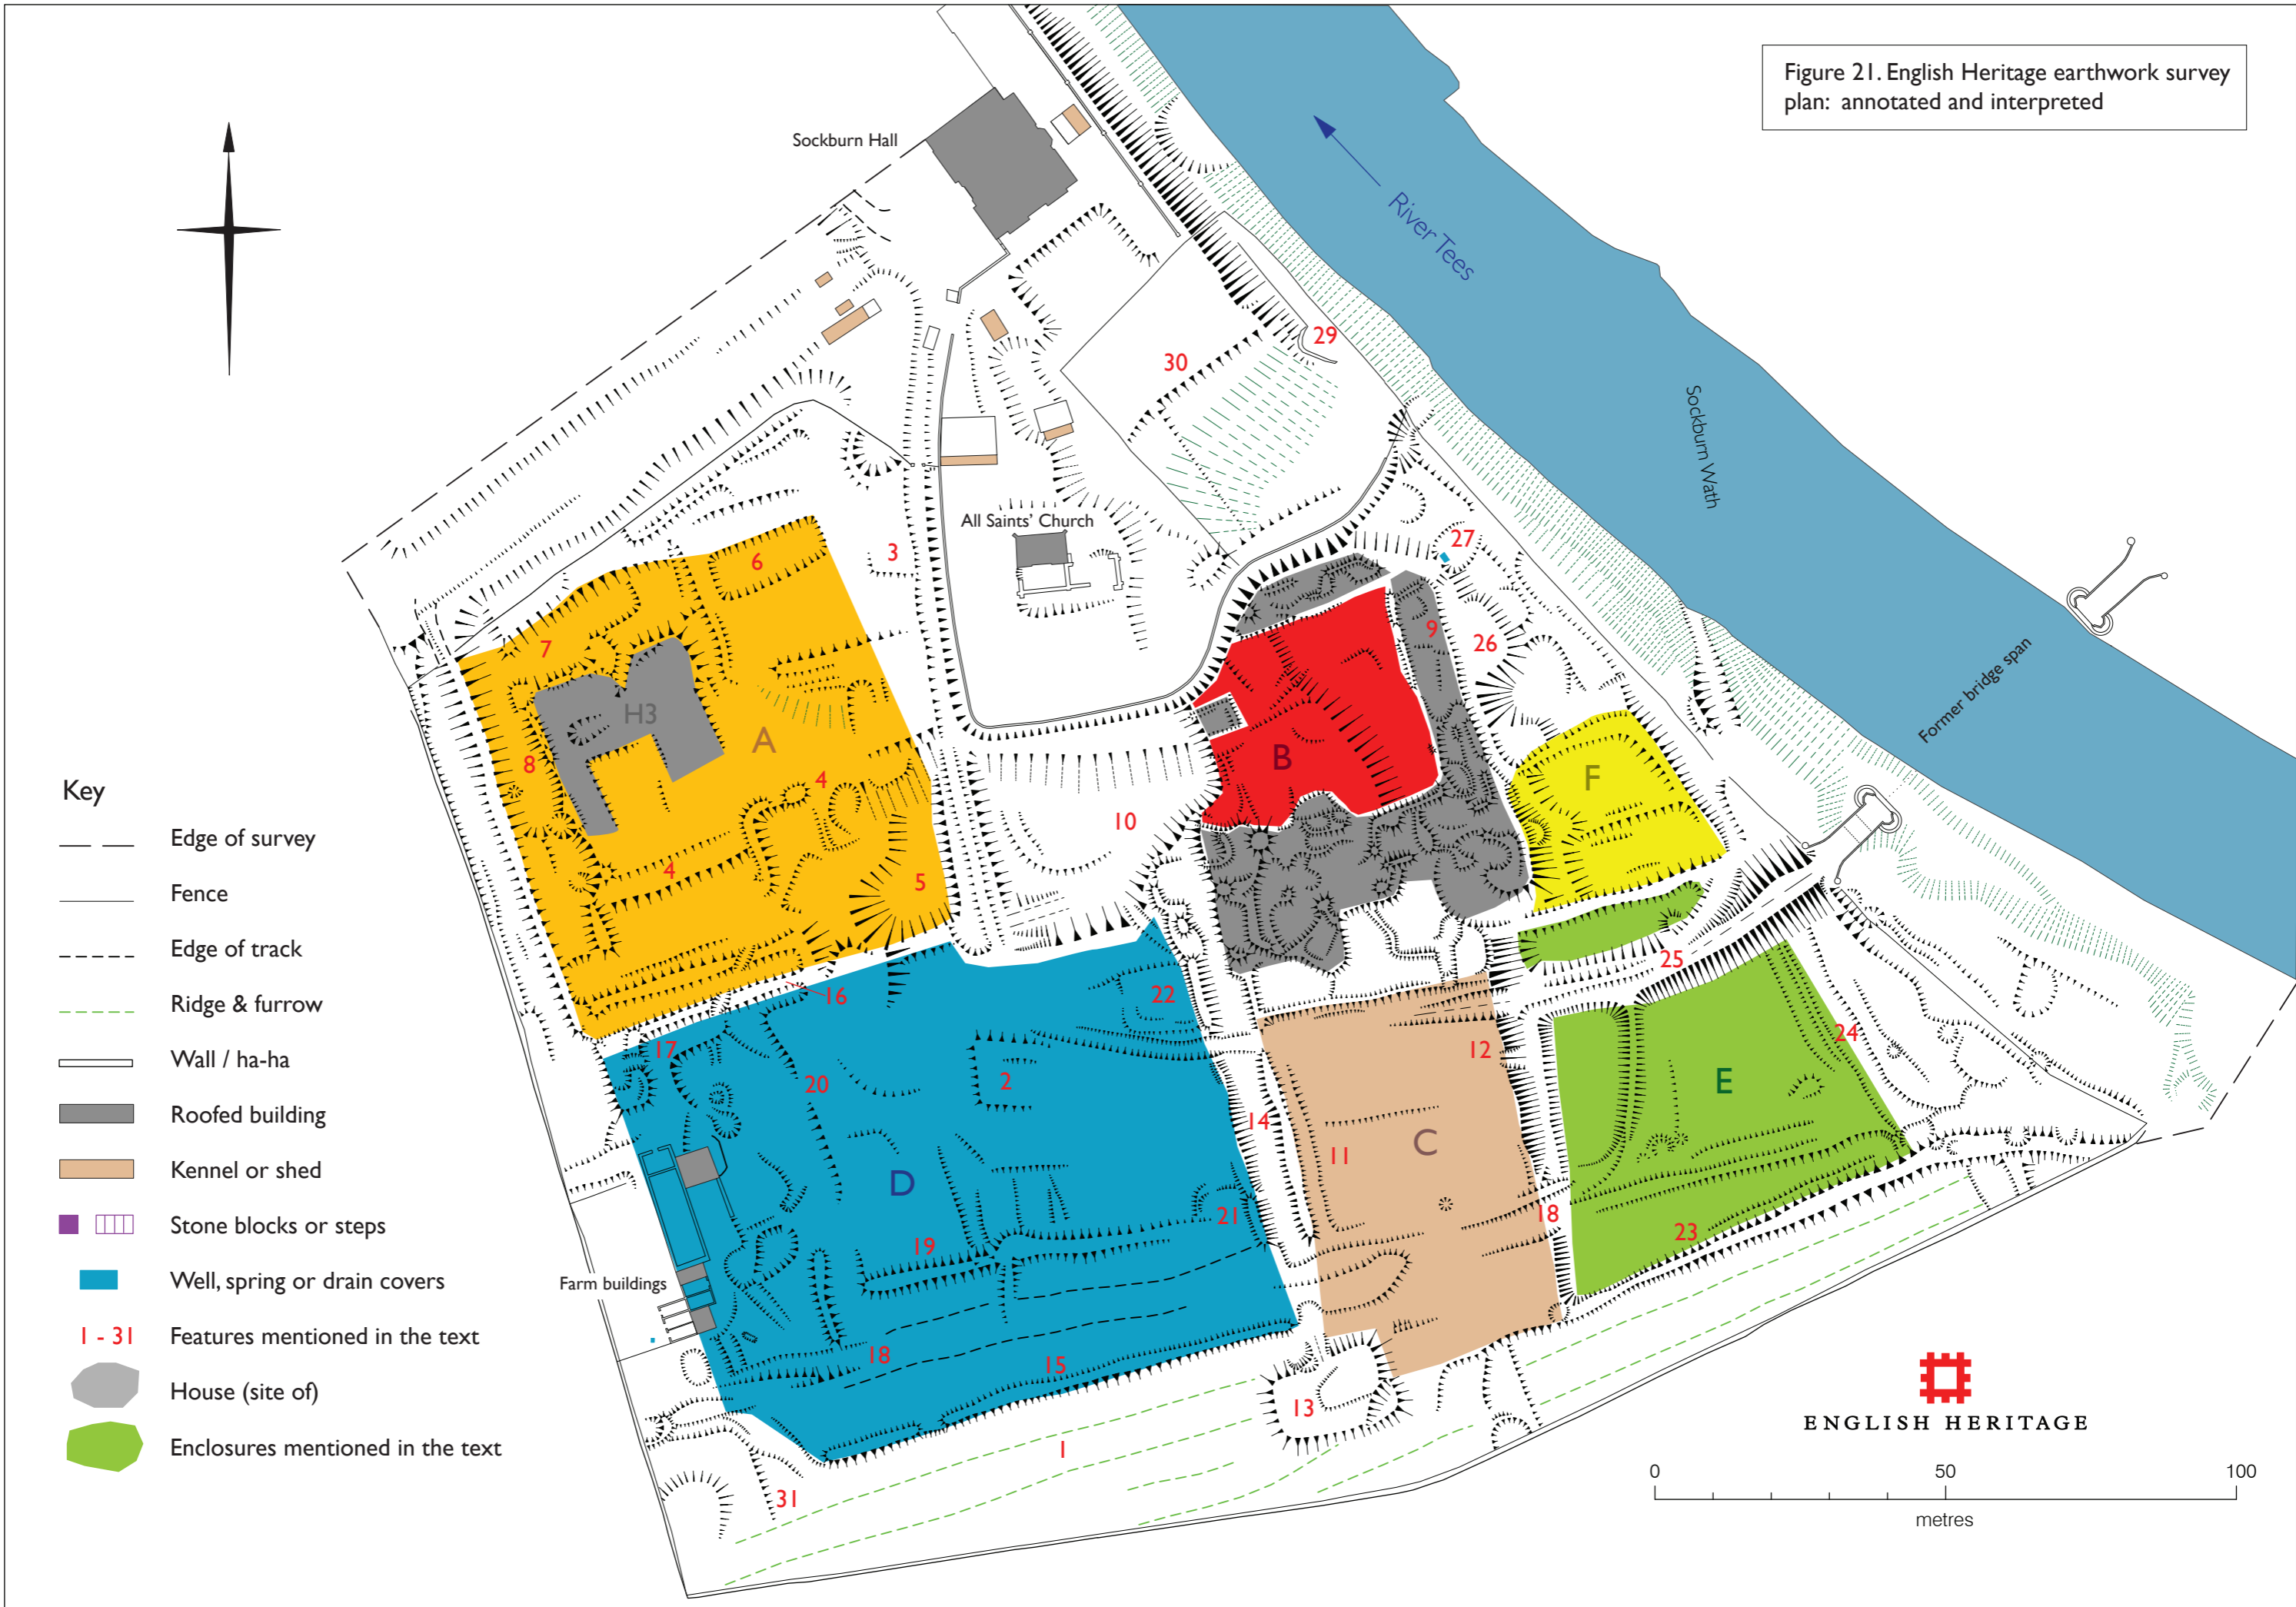 Figure 21. English Heritage earthwork survey
plan: annotated and interpreted
Sockburn Hall
River Tees
29
30
Sockburn Wath
All Saints' Church
3
6
27
7
9
26
H3
A
8
4
B
F
Former bridge span
10
4
5
25
16
22
17
12
24
20
2
E
14
11
C
D
21
18
19
23
Farm buildings
18
15
13
1
31
Key
Edge of survey
Fence
Edge of track
Ridge & furrow
Wall / ha-ha
Roofed building
Kennel or shed
Stone blocks or steps
Well, spring or drain covers
1 - 31 Features mentioned in the text
House (site of)
Enclosures mentioned in the text
ENGLISH HERITAGE
0 50 100
metres